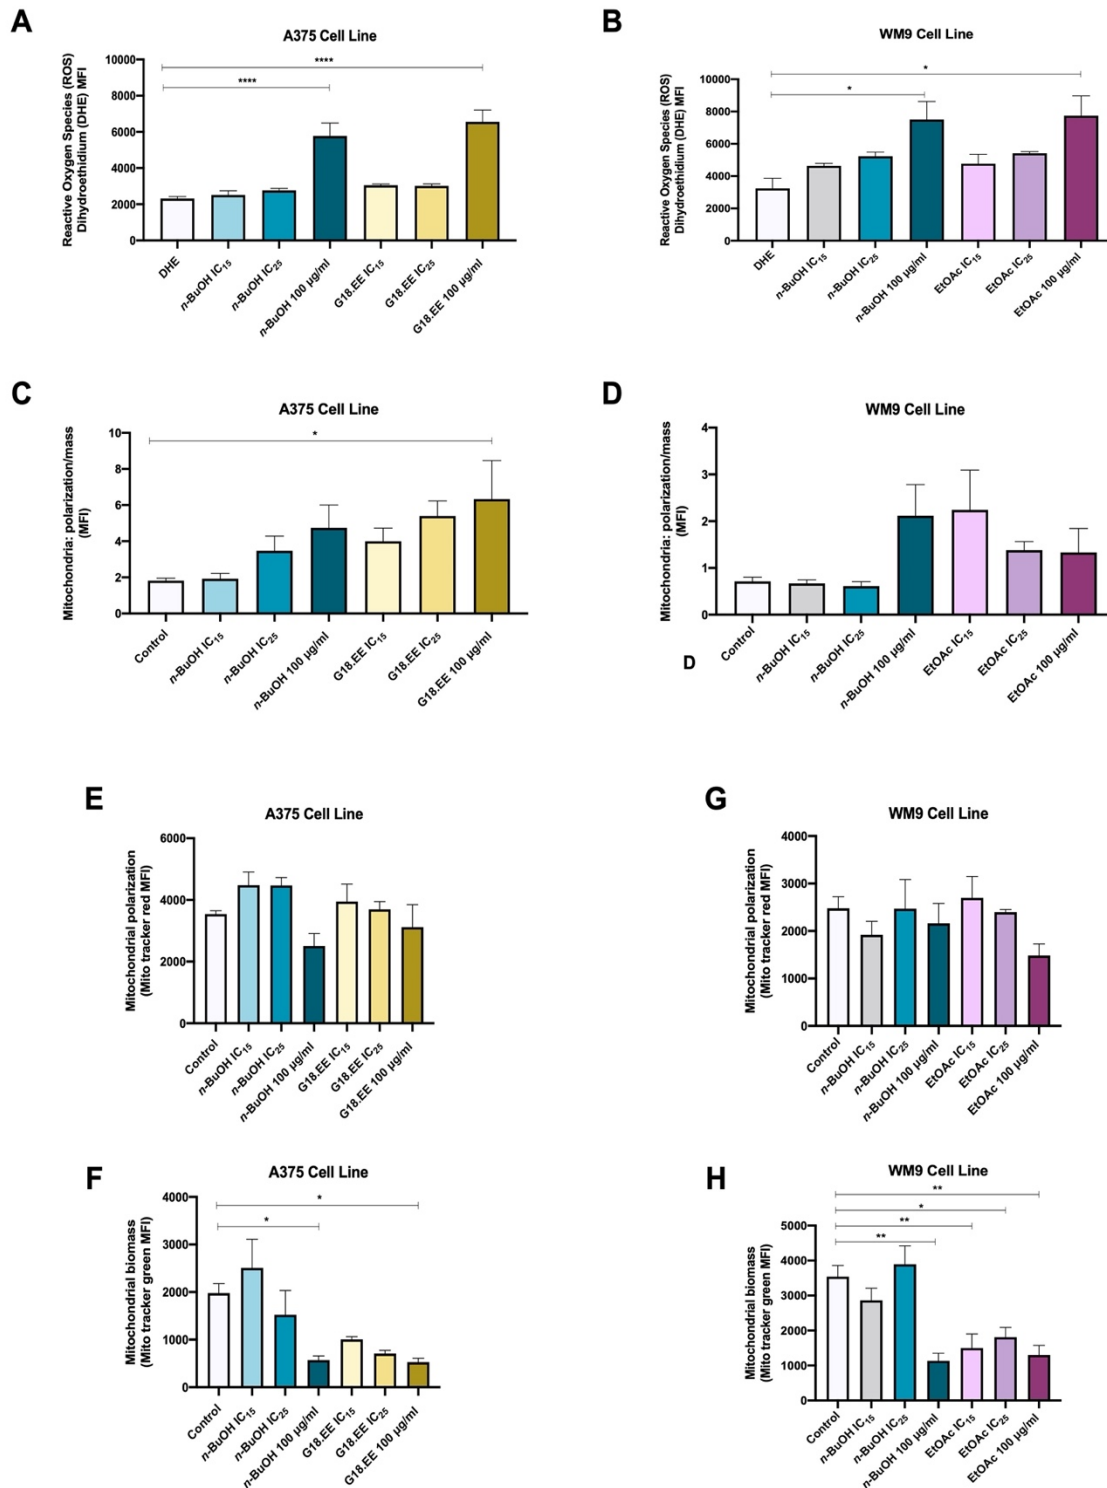 A
A375 Cell Line
Reactive Oxygen Species (ROS)
Dihydroethidium (DHE) MFI
10000
8000
6000
4000
2000
0
****
****
DHE
n-BuOH IC₁₅
n-BuOH IC₂₅
n-BuOH 100 µg/ml
G18.EE IC₁₅
G18.EE IC₂₅
G18.EE 100 µg/ml
B
WM9 Cell Line
Reactive Oxygen Species (ROS)
Dihydroethidium (DHE) MFI
10000
8000
6000
4000
2000
0
*
*
DHE
n-BuOH IC₁₅
n-BuOH IC₂₅
n-BuOH 100 µg/ml
EtOAc IC₁₅
EtOAc IC₂₅
EtOAc 100 µg/ml
C
A375 Cell Line
Mitochondria: polarization/mass
(MFI)
10
8
6
4
2
0
*
Control
n-BuOH IC₁₅
n-BuOH IC₂₅
n-BuOH 100 µg/ml
G18.EE IC₁₅
G18.EE IC₂₅
G18.EE 100 µg/ml
D
WM9 Cell Line
Mitochondria: polarization/mass
(MFI)
4
3
2
1
0
Control
n-BuOH IC₁₅
n-BuOH IC₂₅
n-BuOH 100 µg/ml
EtOAc IC₁₅
EtOAc IC₂₅
EtOAc 100 µg/ml
D
E
A375 Cell Line
Mitochondrial polarization
(Mito tracker red MFI)
6000
4000
2000
0
Control
n-BuOH IC₁₅
n-BuOH IC₂₅
n-BuOH 100 µg/ml
G18.EE IC₁₅
G18.EE IC₂₅
G18.EE 100 µg/ml
G
WM9 Cell Line
Mitochondrial polarization
(Mito tracker red MFI)
4000
3000
2000
1000
0
Control
n-BuOH IC₁₅
n-BuOH IC₂₅
n-BuOH 100 µg/ml
EtOAc IC₁₅
EtOAc IC₂₅
EtOAc 100 µg/ml
F
A375 Cell Line
Mitochondrial biomass
(Mito tracker green MFI)
4000
3000
2000
1000
0
*
*
Control
n-BuOH IC₁₅
n-BuOH IC₂₅
n-BuOH 100 µg/ml
G18.EE IC₁₅
G18.EE IC₂₅
G18.EE 100 µg/ml
H
WM9 Cell Line
Mitochondrial biomass
(Mito tracker green MFI)
5000
4000
3000
2000
1000
0
**
*
**
**
Control
n-BuOH IC₁₅
n-BuOH IC₂₅
n-BuOH 100 µg/ml
EtOAc IC₁₅
EtOAc IC₂₅
EtOAc 100 µg/ml